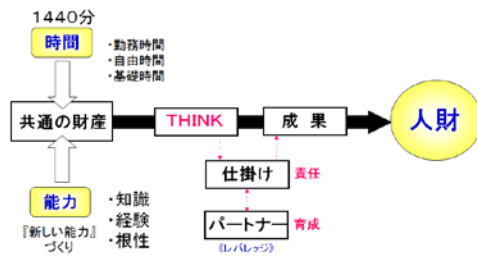 1440分
時間
・勤務時間
・自由時間
・基礎時間
共通の財産
THINK
成果
人財
仕掛け
責任
能力
・知識
・経験
・根性
パートナー
育成
『新しい能力』
づくり
《レバレッジ》